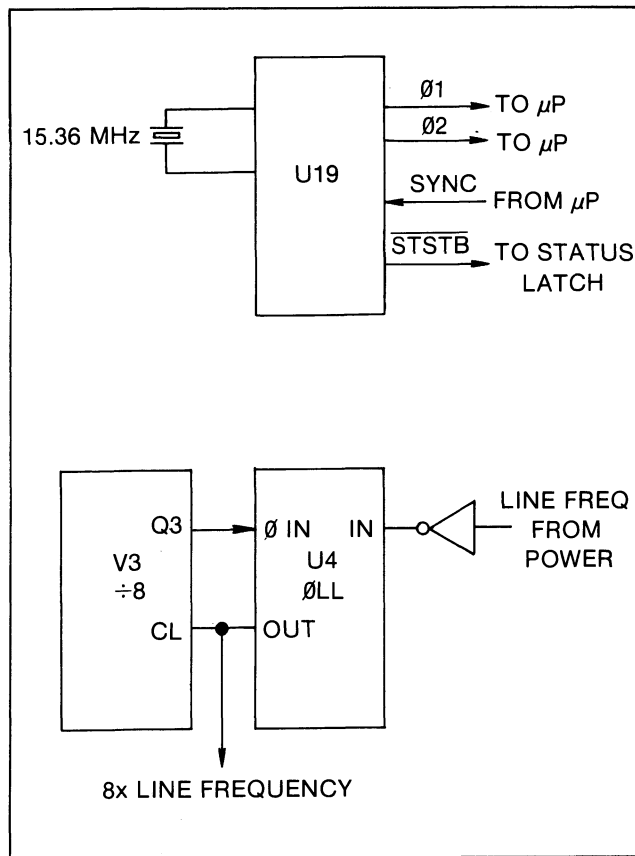 15.36 MHz
U19
Ø1
TO µP
Ø2
TO µP
SYNC
FROM µP
STSTB
TO STATUS
LATCH
Q3
V3
÷8
CL
Ø IN
IN
U4
ØLL
OUT
LINE FREQ
FROM
POWER
8x LINE FREQUENCY